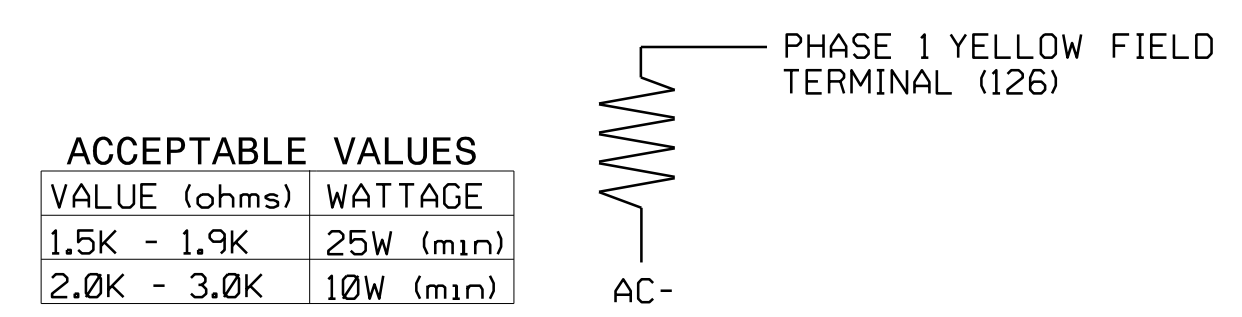 PHASE 1 YELLOW FIELD
TERMINAL (126)
ACCEPTABLE VALUES
VALUE (ohms) WATTAGE
1.5K - 1.9K 25W (min)
2.0K - 3.0K 10W (min)
AC-